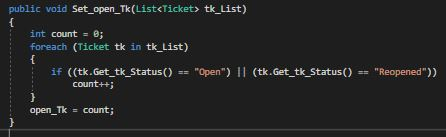 public void Set_open_Tk(List<Ticket> tk_List)
{
int count = 0;
foreach (Ticket tk in tk_List)
{
if ((tk.Get_tk_Status() == "Open") || (tk.Get_tk_Status() == "Reopened"))
count++;
}
open_Tk = count;
}